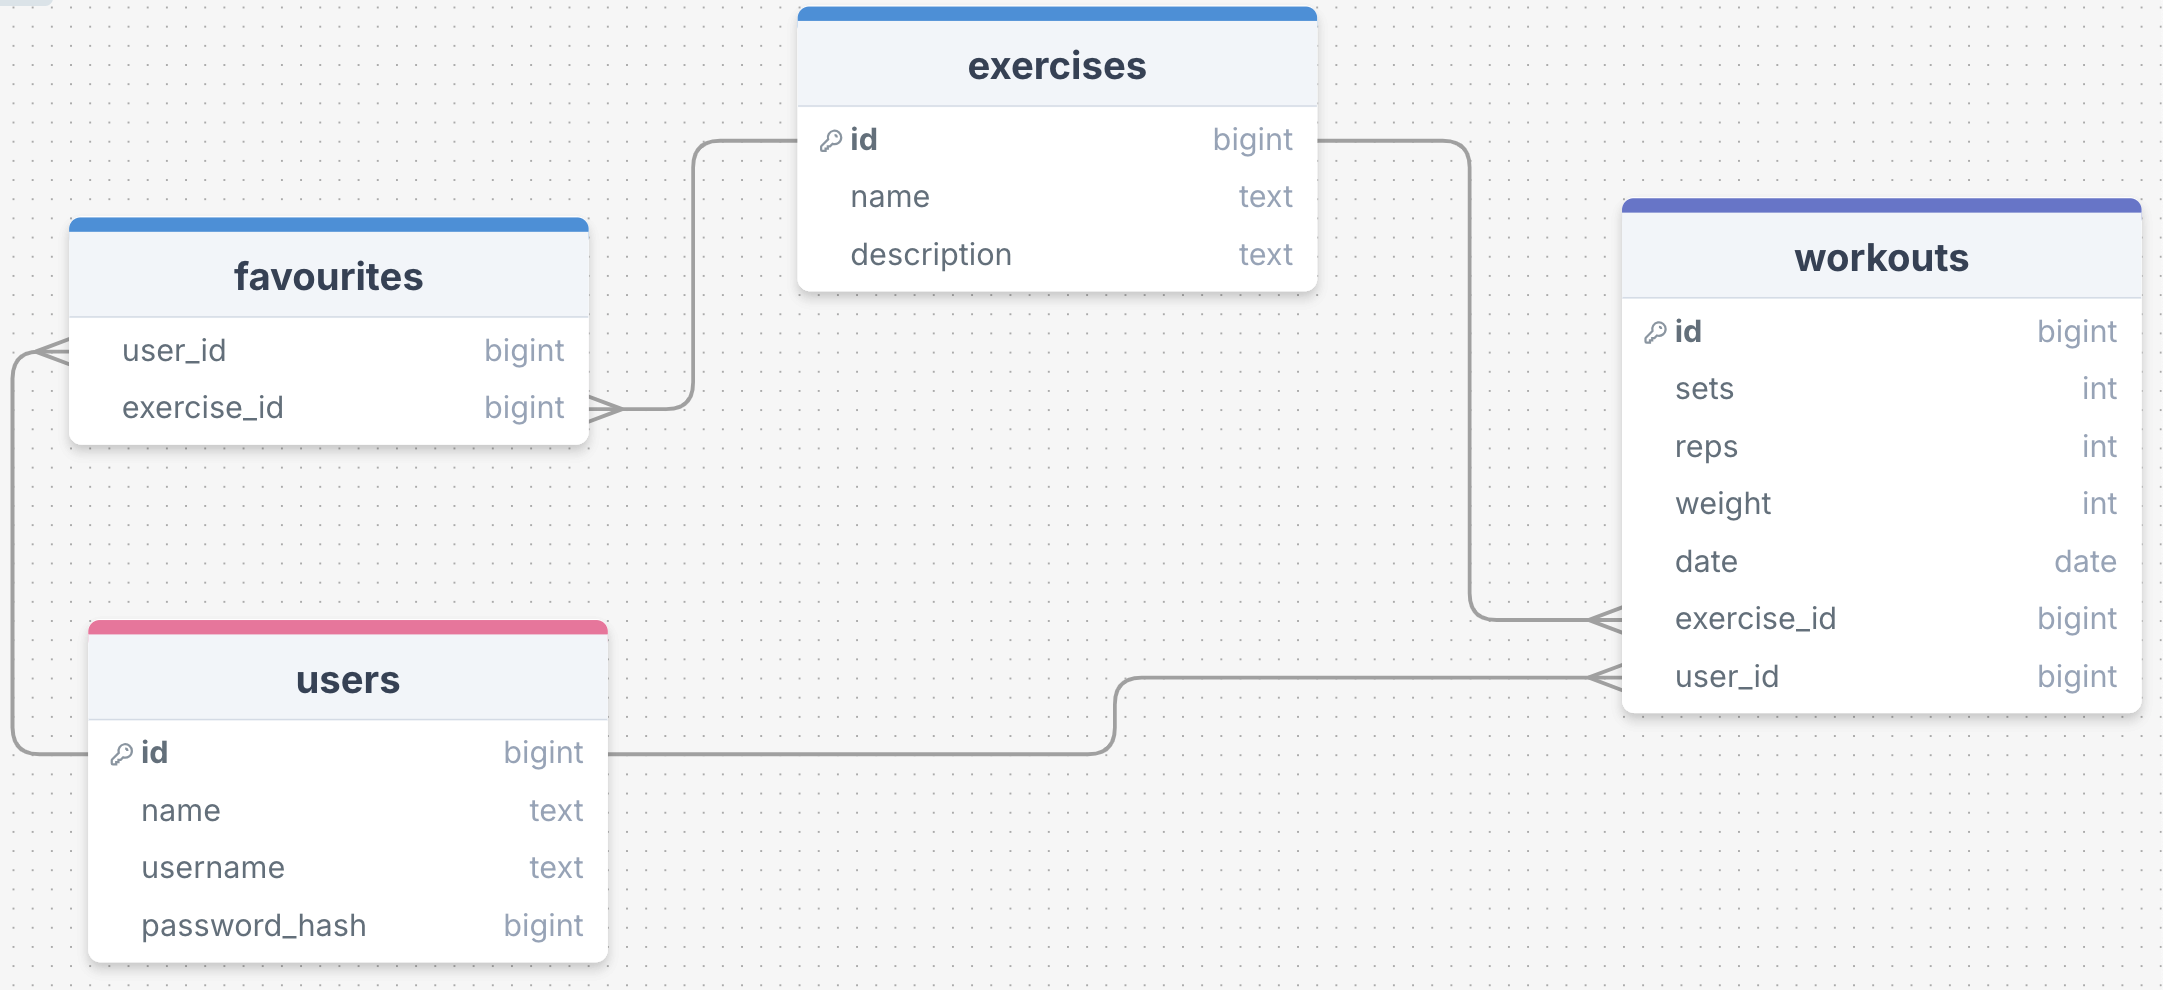 exercises
id bigint
name text
description text
favourites
user_id bigint
exercise_id bigint
workouts
id bigint
sets int
reps int
weight int
date date
exercise_id bigint
user_id bigint
users
id bigint
name text
username text
password_hash bigint